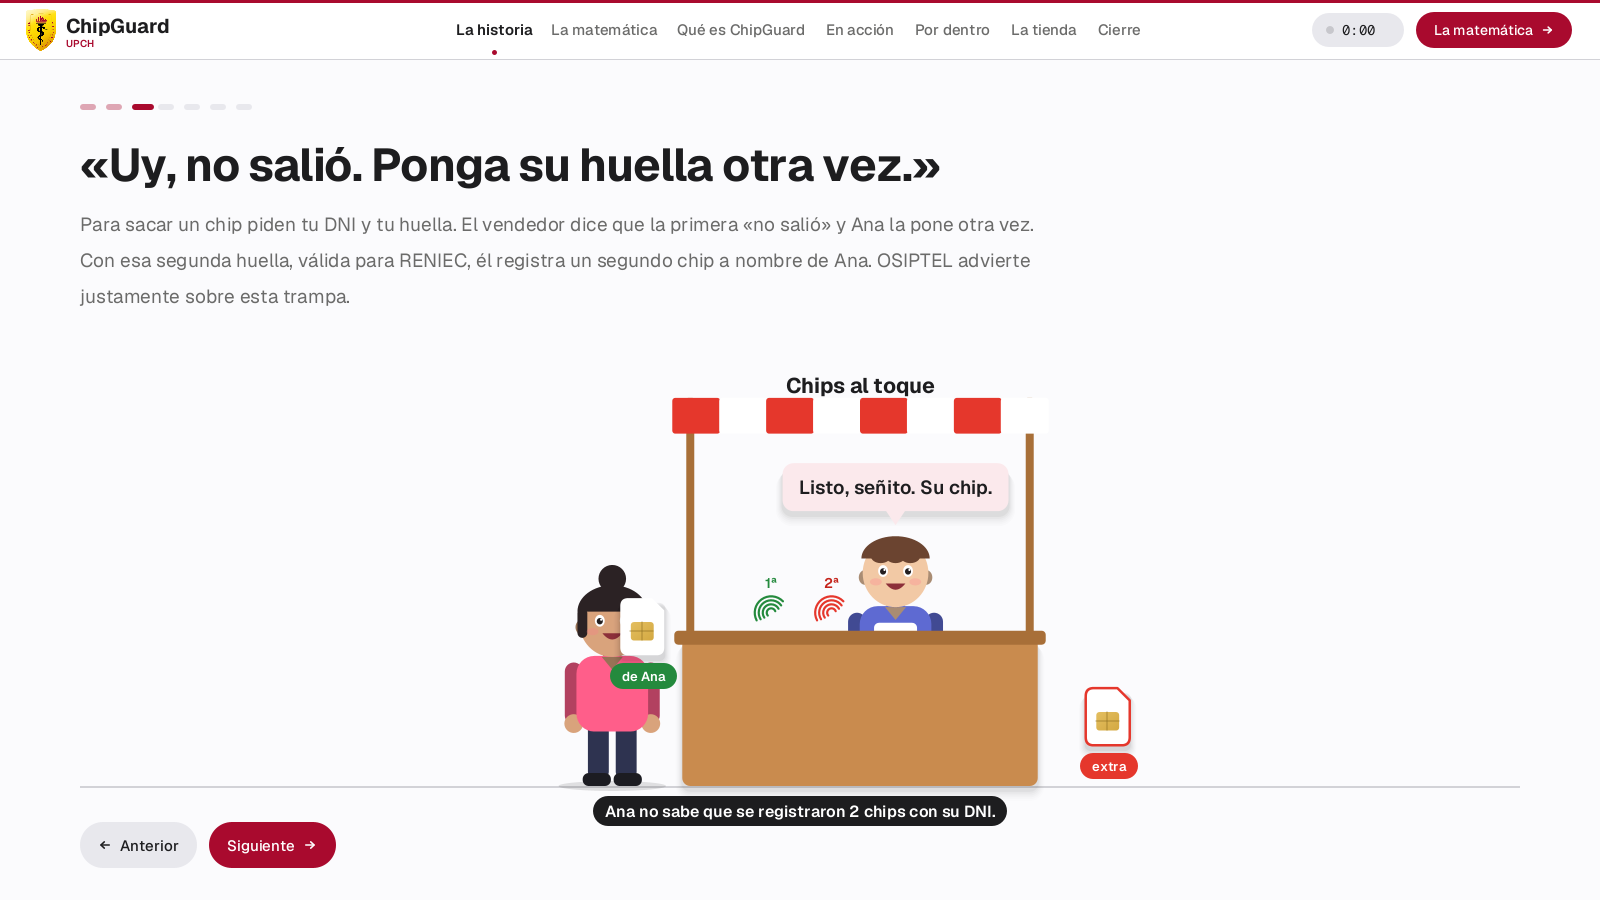 ChipGuard
UPCH
La historia
La matemática
Qué es ChipGuard
En acción
Por dentro
La tienda
Cierre
0:00
La matemática →
«Uy, no salió. Ponga su huella otra vez.»
Para sacar un chip piden tu DNI y tu huella. El vendedor dice que la primera «no salió» y Ana la pone otra vez.
Con esa segunda huella, válida para RENIEC, él registra un segundo chip a nombre de Ana. OSIPTEL advierte
justamente sobre esta trampa.
Chips al toque
Listo, señito. Su chip.
1ª
2ª
de Ana
extra
Ana no sabe que se registraron 2 chips con su DNI.
← Anterior
Siguiente →